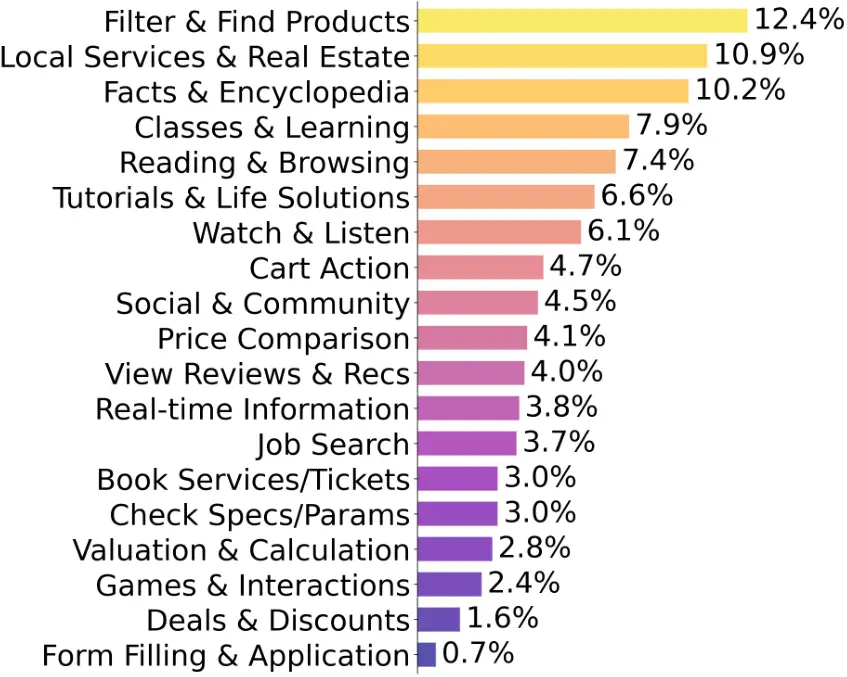 Filter & Find Products 12.4%
Local Services & Real Estate 10.9%
Facts & Encyclopedia 10.2%
Classes & Learning 7.9%
Reading & Browsing 7.4%
Tutorials & Life Solutions 6.6%
Watch & Listen 6.1%
Cart Action 4.7%
Social & Community 4.5%
Price Comparison 4.1%
View Reviews & Recs 4.0%
Real-time Information 3.8%
Job Search 3.7%
Book Services/Tickets 3.0%
Check Specs/Params 3.0%
Valuation & Calculation 2.8%
Games & Interactions 2.4%
Deals & Discounts 1.6%
Form Filling & Application 0.7%